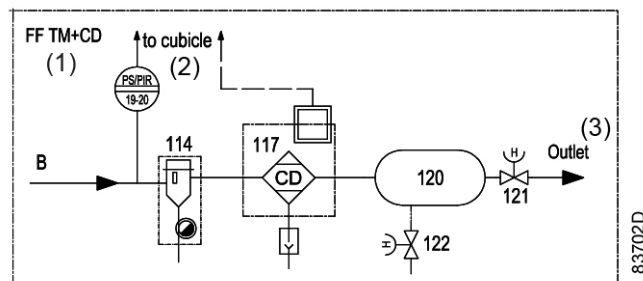 FF TM+CD
(1)
to cubicle
(2)
PS/PIR
19-20
(3)
Outlet
B
114
117
CD
120
H
121
H
122
83702D